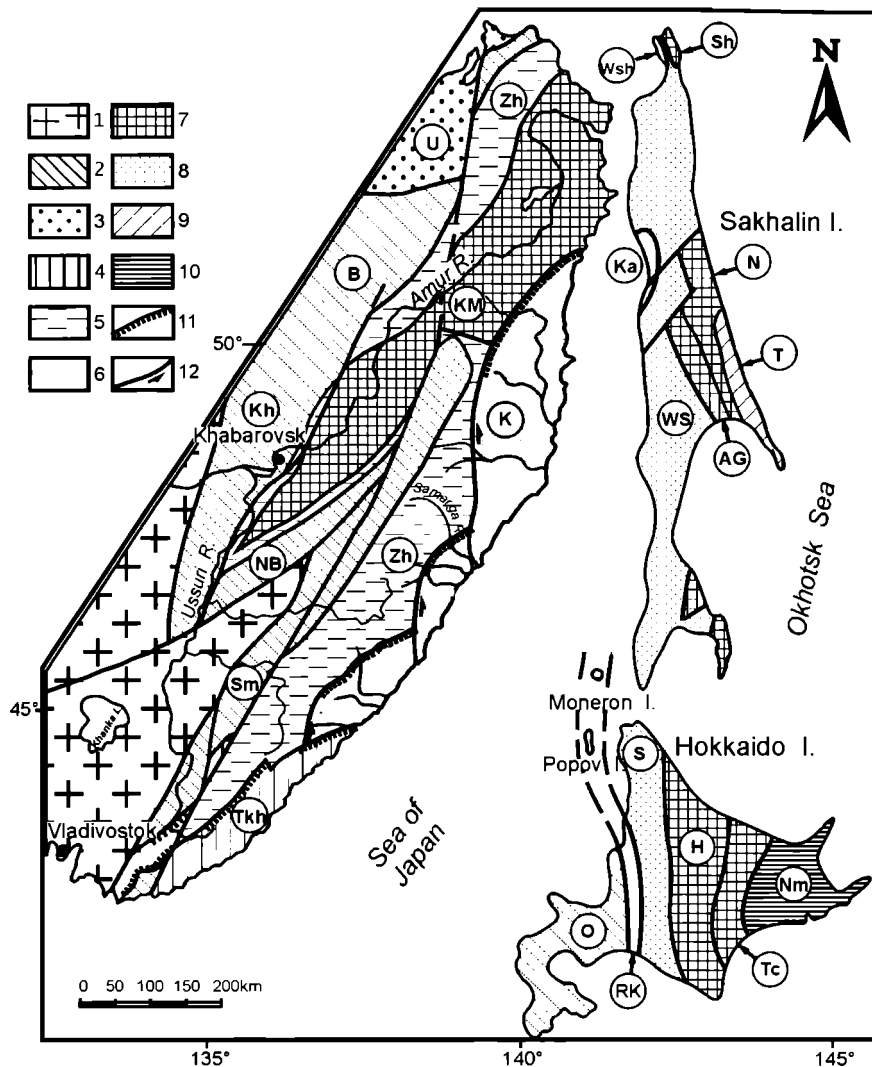 Wsh
Sh
N
1
7
Zh
2
8
U
3
9
Sakhalin I.
4
10
B
Ka
N
Amur R.
5
11
KM
50°
6
12
T
Kh
K
WS
Khabarovsk
AG
Samarga R.
Okhotsk Sea
Zh
NB
Ussuri R.
Sm
45°
Moneron I.
Khanka L.
S
Hokkaido I.
Popov I.
Tkh
Vladivostok
Sea of
Japan
H
Nm
O
0 50 100 150 200km
RK
Tc
135°
140°
145°